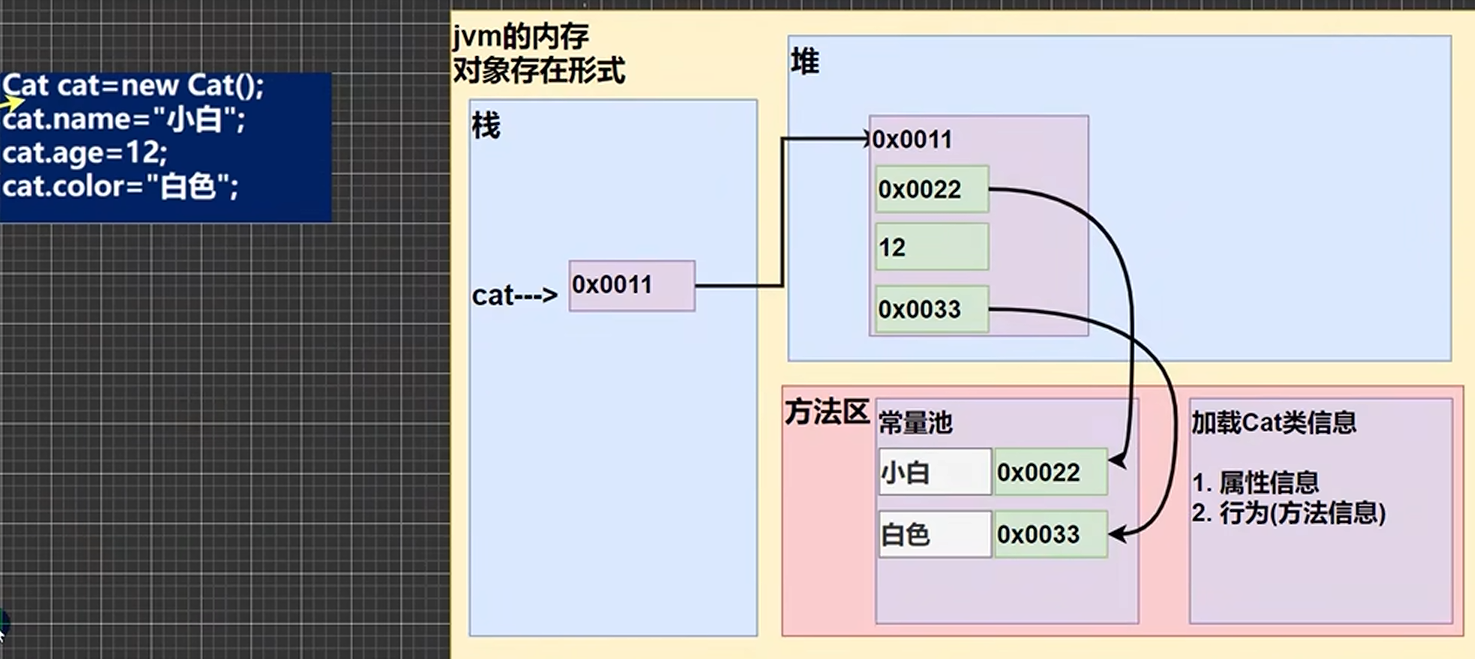 Cat cat=new Cat();
cat.name="小白";
cat.age=12;
cat.color="白色";
jvm的内存
对象存在形式
栈
cat--->
0x0011
堆
0x0011
0x0022
12
0x0033
方法区
常量池
小白
0x0022
白色
0x0033
加载Cat类信息
1. 属性信息
2. 行为(方法信息)